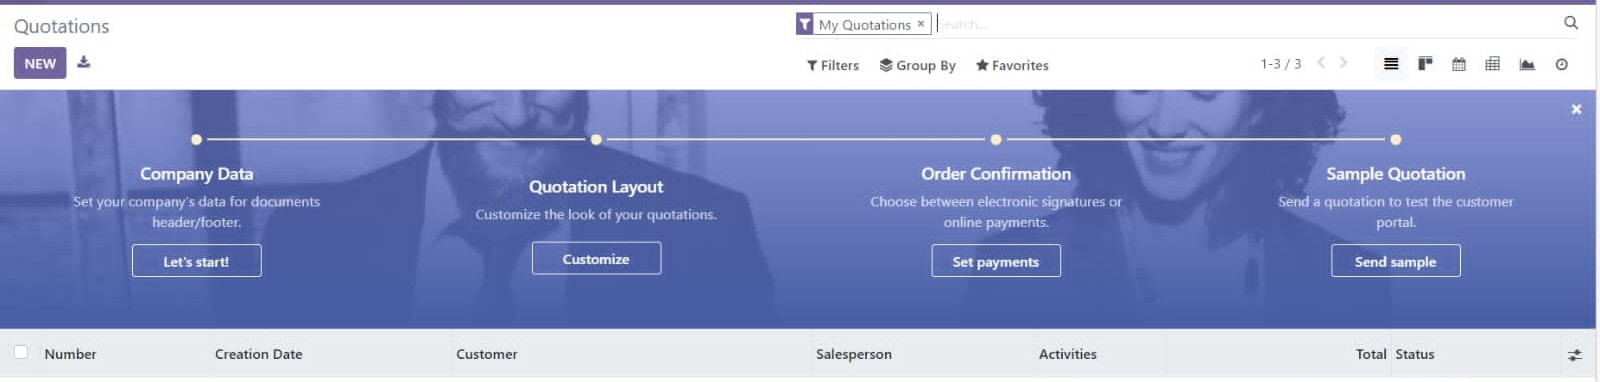 Quotations
My Quotations × Search...
NEW
Filters Group By Favorites
1-3 / 3
Company Data
Set your company's data for documents
header/footer.
Let's start!
Quotation Layout
Customize the look of your quotations.
Customize
Order Confirmation
Choose between electronic signatures or
online payments.
Set payments
Sample Quotation
Send a quotation to test the customer
portal.
Send sample
Number Creation Date Customer Salesperson Activities Total Status